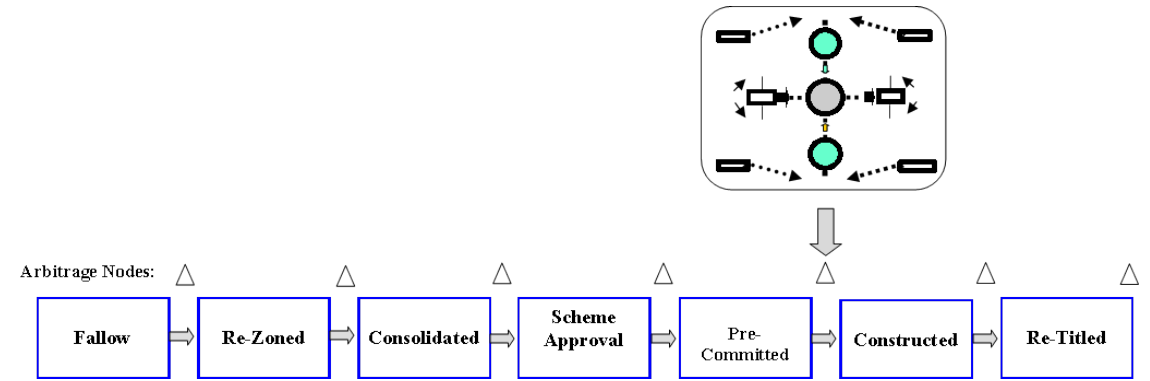 Arbitrage Nodes:
Fallow
Re-Zoned
Consolidated
Scheme
Approval
Pre-
Committed
Constructed
Re-Titled